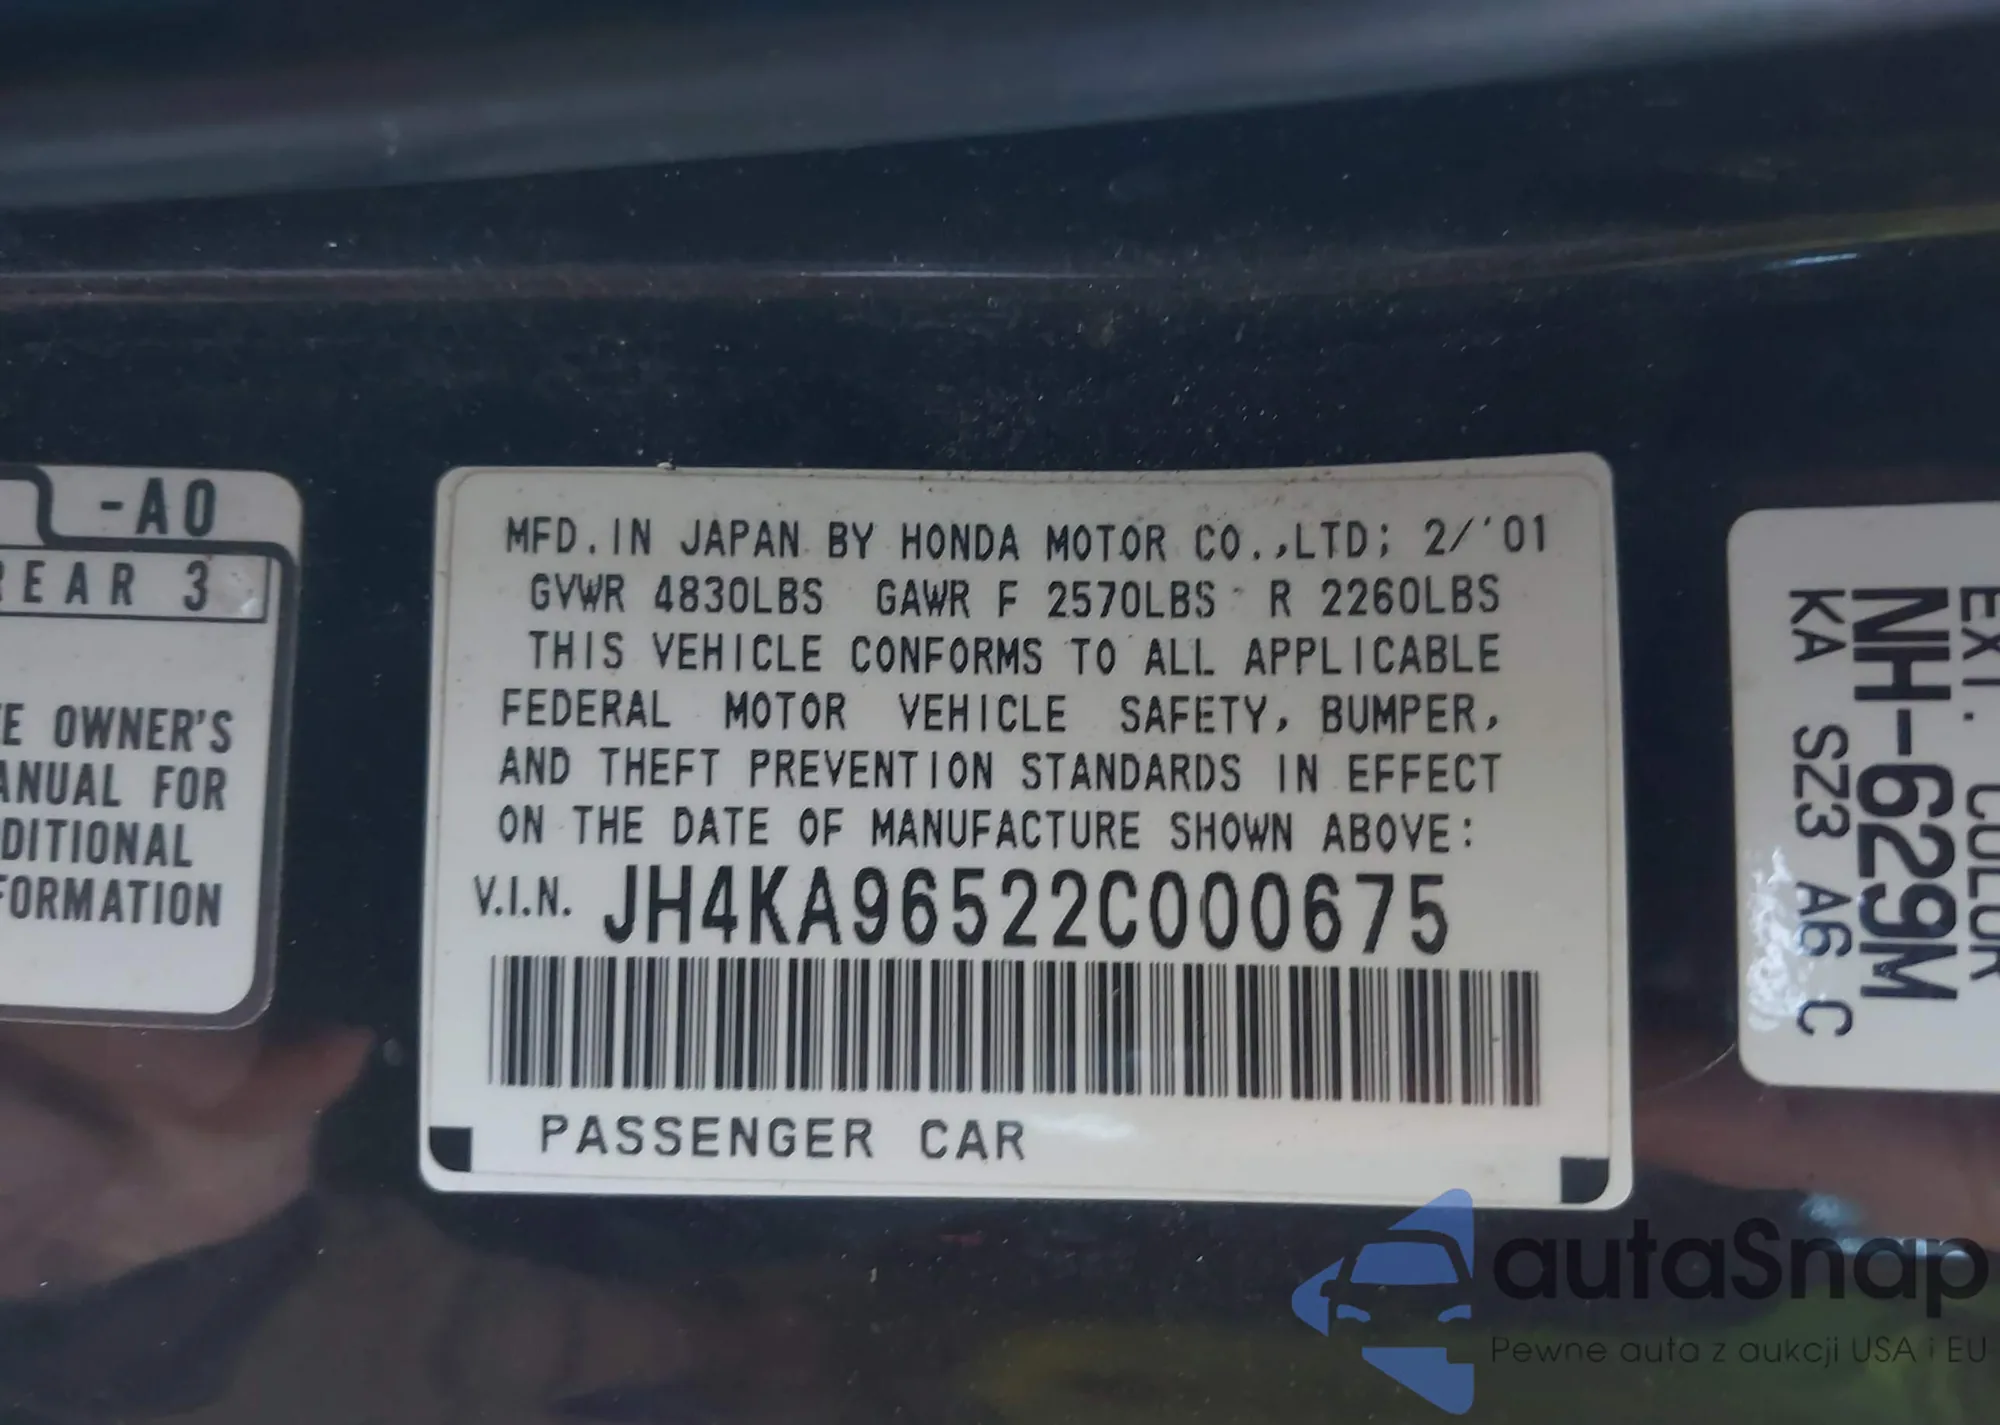 -A0
REAR 3
E OWNER'S
ANUAL FOR
DITIONAL
FORMATION
MFD. IN JAPAN BY HONDA MOTOR CO.,LTD; 2/'01
GVWR 4830LBS GAWR F 2570LBS R 2260LBS
THIS VEHICLE CONFORMS TO ALL APPLICABLE
FEDERAL MOTOR VEHICLE SAFETY, BUMPER,
AND THEFT PREVENTION STANDARDS IN EFFECT
ON THE DATE OF MANUFACTURE SHOWN ABOVE:
V.I.N. JH4KA96522C000675
PASSENGER CAR
EXT. COLOR
NH-629M
KA SZ3 A6 C
autaSnap
Pewne auta z aukcji USA i EU